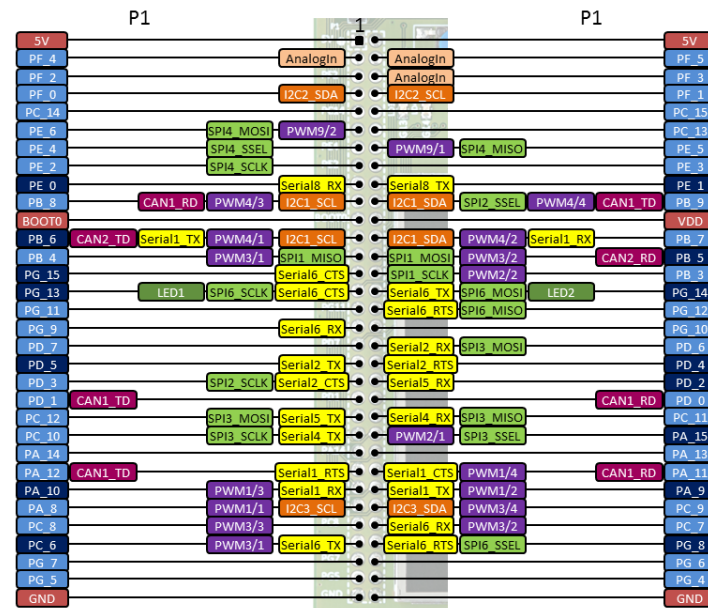 P1 P1
1
5V 5V
PF_4 AnalogIn AnalogIn PF_5
PF_2 AnalogIn PF_3
PF_0 I2C2_SDA I2C2_SCL PF_1
PC_14 PC_15
PE_6 SPI4_MOSI PWM9/2 PC_13
PE_4 SPI4_SSEL PWM9/1 SPI4_MISO PE_5
PE_2 SPI4_SCLK PE_3
PE_0 Serial8_RX Serial8_TX PE_1
PB_8 CAN1_RD PWM4/3 I2C1_SCL I2C1_SDA SPI2_SSEL PWM4/4 CAN1_TD PB_9
BOOT0 VDD
PB_6 CAN2_TD Serial1_TX PWM4/1 I2C1_SCL I2C1_SDA PWM4/2 Serial1_RX PB_7
PB_4 PWM3/1 SPI1_MISO SPI1_MOSI PWM3/2 CAN2_RD PB_5
PG_15 Serial6_CTS SPI1_SCLK PWM2/2 PB_3
PG_13 LED1 SPI6_SCLK Serial6_CTS Serial6_TX SPI6_MOSI LED2 PG_14
PG_11 Serial6_RTS SPI6_MISO PG_12
PG_9 Serial6_RX PG_10
PD_7 Serial2_RX SPI3_MOSI PD_6
PD_5 Serial2_TX Serial2_RTS PD_4
PD_3 SPI2_SCLK Serial2_CTS Serial5_RX PD_2
PD_1 CAN1_TD CAN1_RD PD_0
PC_12 SPI3_MOSI Serial5_TX Serial4_RX SPI3_MISO PC_11
PC_10 SPI3_SCLK Serial4_TX PWM2/1 SPI3_SSEL PA_15
PA_14 PA_13
PA_12 CAN1_TD Serial1_RTS Serial1_CTS PWM1/4 CAN1_RD PA_11
PA_10 PWM1/3 Serial1_RX Serial1_TX PWM1/2 PA_9
PA_8 PWM1/1 I2C3_SCL I2C3_SDA PWM3/4 PC_9
PC_8 PWM3/3 Serial6_RX PWM3/2 PC_7
PC_6 PWM3/1 Serial6_TX Serial6_RTS SPI6_SSEL PG_8
PG_7 PG_6
PG_5 PG_4
GND GND